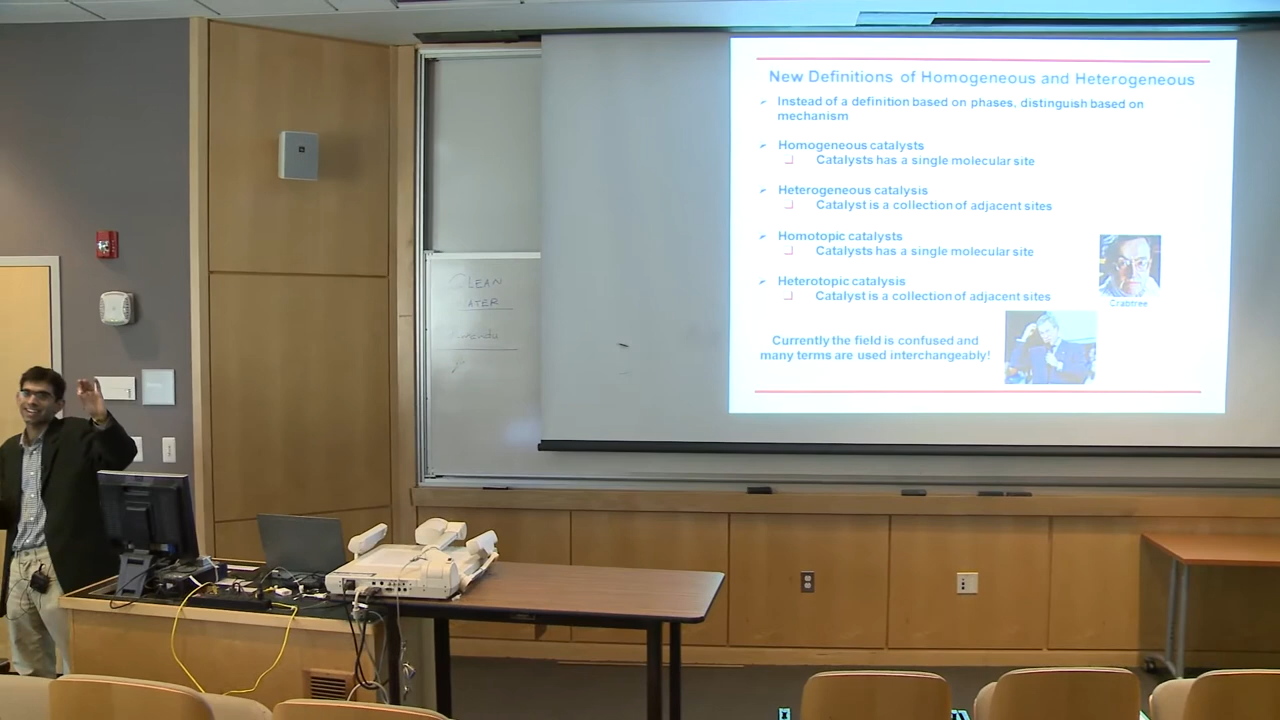 New Definitions of Homogeneous and Heterogeneous
Instead of a definition based on phases, distinguish based on
mechanism
Homogeneous catalysts
Catalysts has a single molecular site
Heterogeneous catalysis
Catalyst is a collection of adjacent sites
Homotopic catalysts
Catalysts has a single molecular site
Heterotopic catalysis
Catalyst is a collection of adjacent sites
Crabtree
Currently the field is confused and
many terms are used interchangeably!
CLEAN
WATER